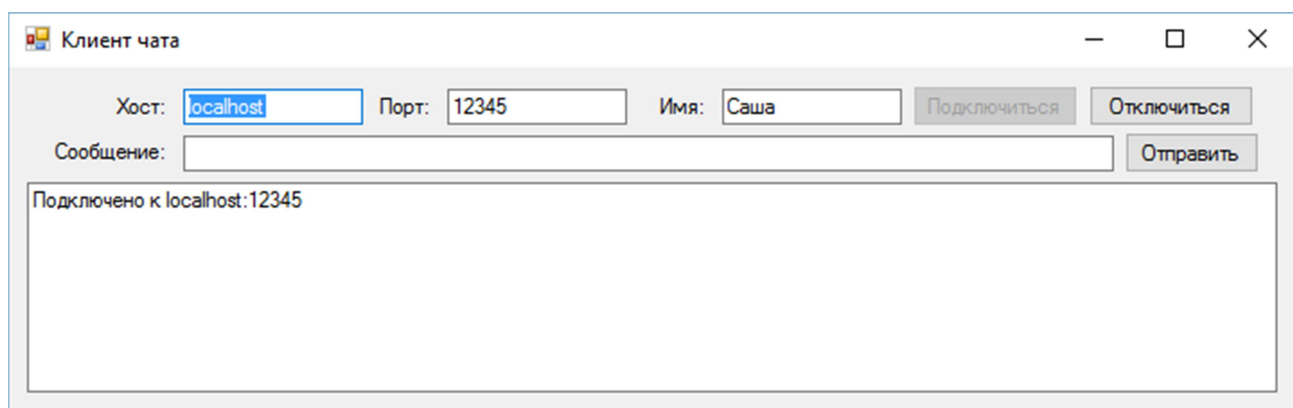 Клиент чата
Хост: localhost Порт: 12345 Имя: Саша Подключиться Отключиться
Сообщение: Отправить
Подключено к localhost:12345